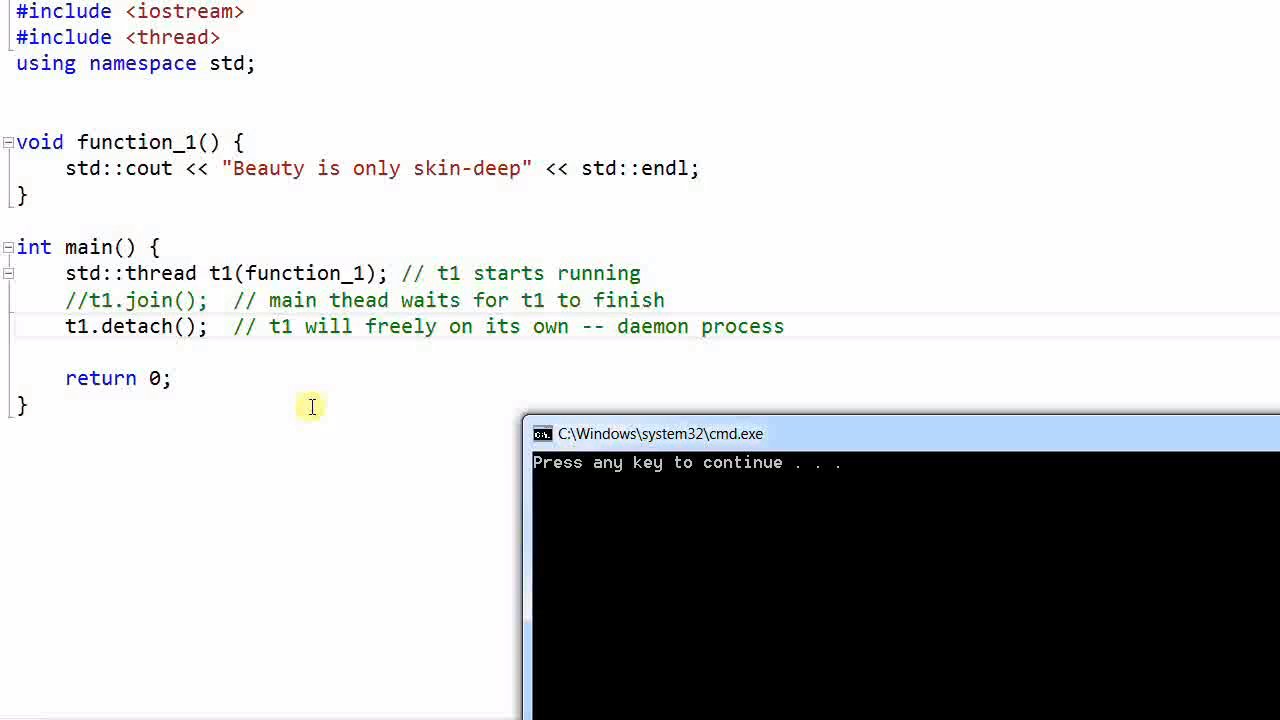 #include <iostream>
#include <thread>
using namespace std;
void function_1() {
std::cout << "Beauty is only skin-deep" << std::endl;
}
int main() {
std::thread t1(function_1); // t1 starts running
//t1.join(); // main thead waits for t1 to finish
t1.detach(); // t1 will freely on its own -- daemon process
return 0;
}
C:\Windows\system32\cmd.exe
Press any key to continue . . .